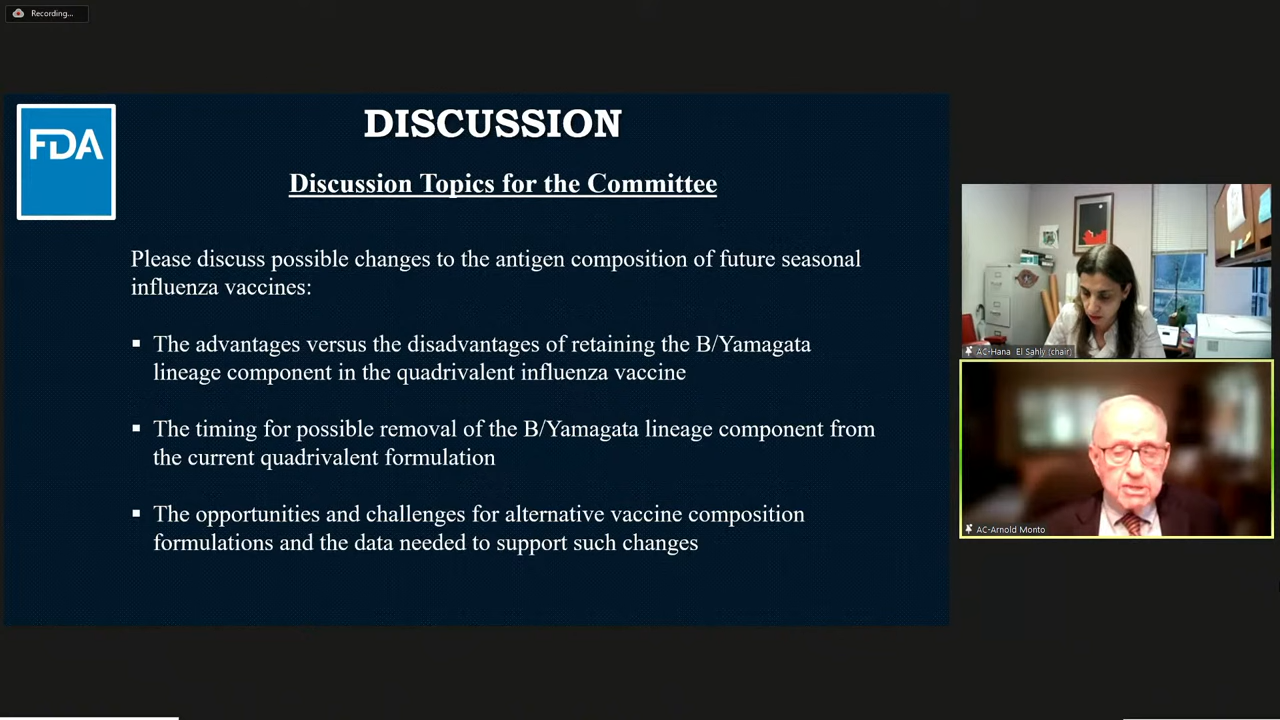 Recording...
FDA
DISCUSSION
Discussion Topics for the Committee
Please discuss possible changes to the antigen composition of future seasonal
influenza vaccines:
▪ The advantages versus the disadvantages of retaining the B/Yamagata
lineage component in the quadrivalent influenza vaccine
▪ The timing for possible removal of the B/Yamagata lineage component from
the current quadrivalent formulation
▪ The opportunities and challenges for alternative vaccine composition
formulations and the data needed to support such changes
AC-Hana El Sahly (chair)
AC-Arnold Monto